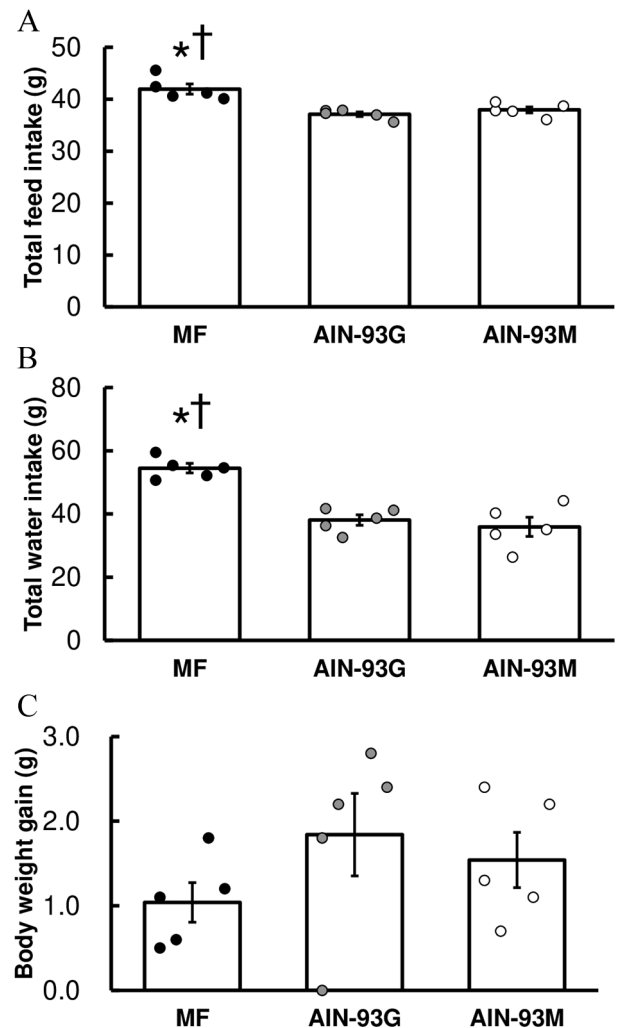 A
Total feed intake (g)
50
40
30
20
10
0
*†
MF
AIN-93G
AIN-93M
B
Total water intake (g)
80
60
40
20
0
*†
MF
AIN-93G
AIN-93M
C
Body weight gain (g)
3.0
2.0
1.0
0.0
MF
AIN-93G
AIN-93M